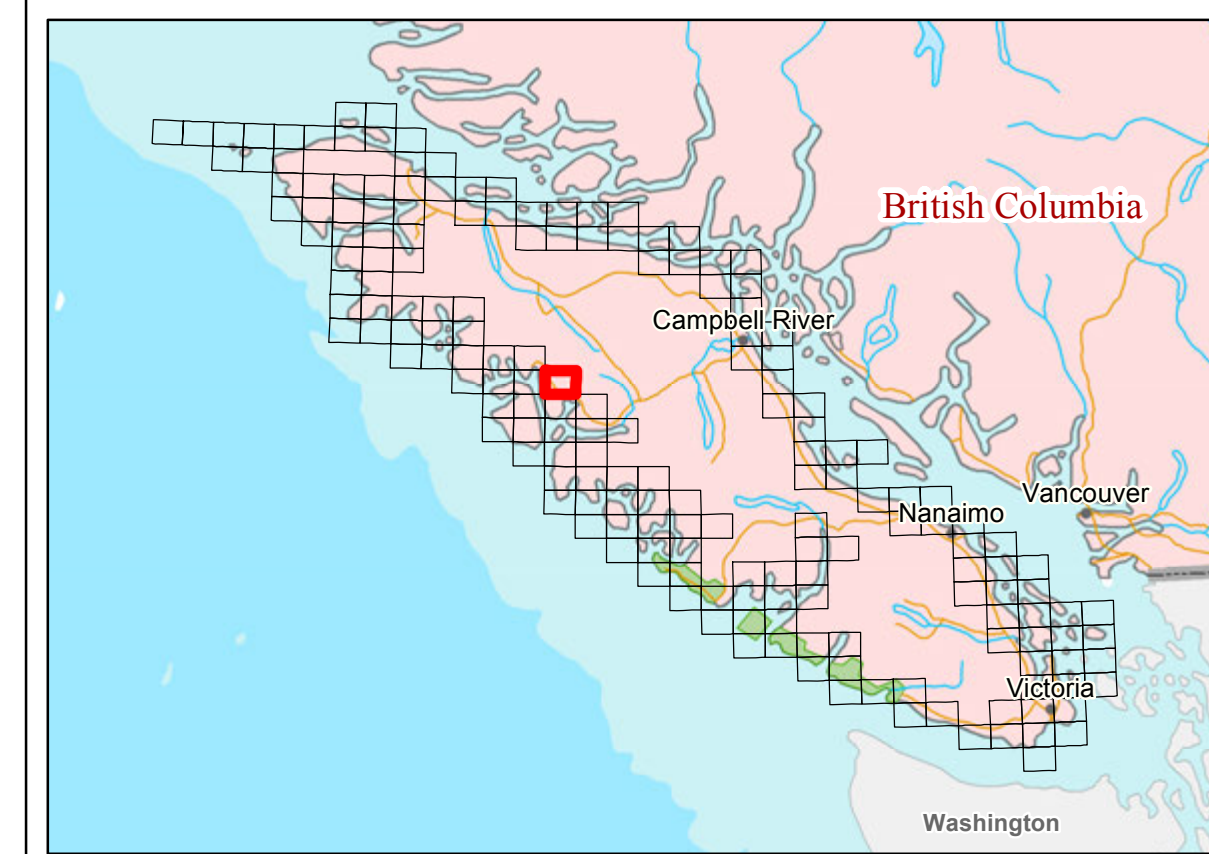 British Columbia
Campbell River
Vancouver
Nanaimo
Victoria
Washington